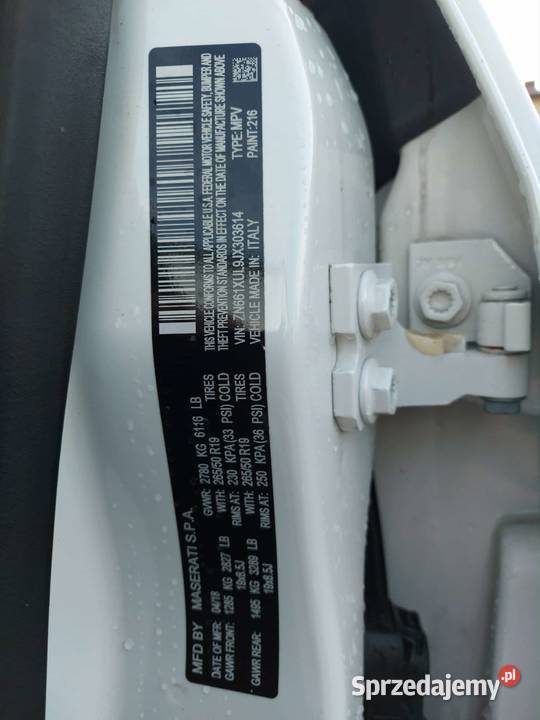 MFD BY MASERATI S.P.A.
DATE OF MFR: 04/18 GVWR: 2780 KG 6116 LB
GAWR FRONT: 1285 KG 2827 LB WITH: 265/50 R19 TIRES
19x8.5J RIMS AT: 230 KPA(33 PSI) COLD
GAWR REAR: 1495 KG 3289 LB WITH: 265/50 R19 TIRES
19x8.5J RIMS AT: 250 KPA (36 PSI) COLD
THIS VEHICLE CONFORMS TO ALL APPLICABLE U.S.A. FEDERAL MOTOR VEHICLE SAFETY, BUMPER AND
THEFT PREVENTION STANDARDS IN EFFECT ON THE DATE OF MANUFACTURE SHOWN ABOVE
VIN: ZN661XUL9JX303614 TYPE:MPV
VEHICLE MADE IN: ITALY PAINT:216
Sprzedajemy.pl